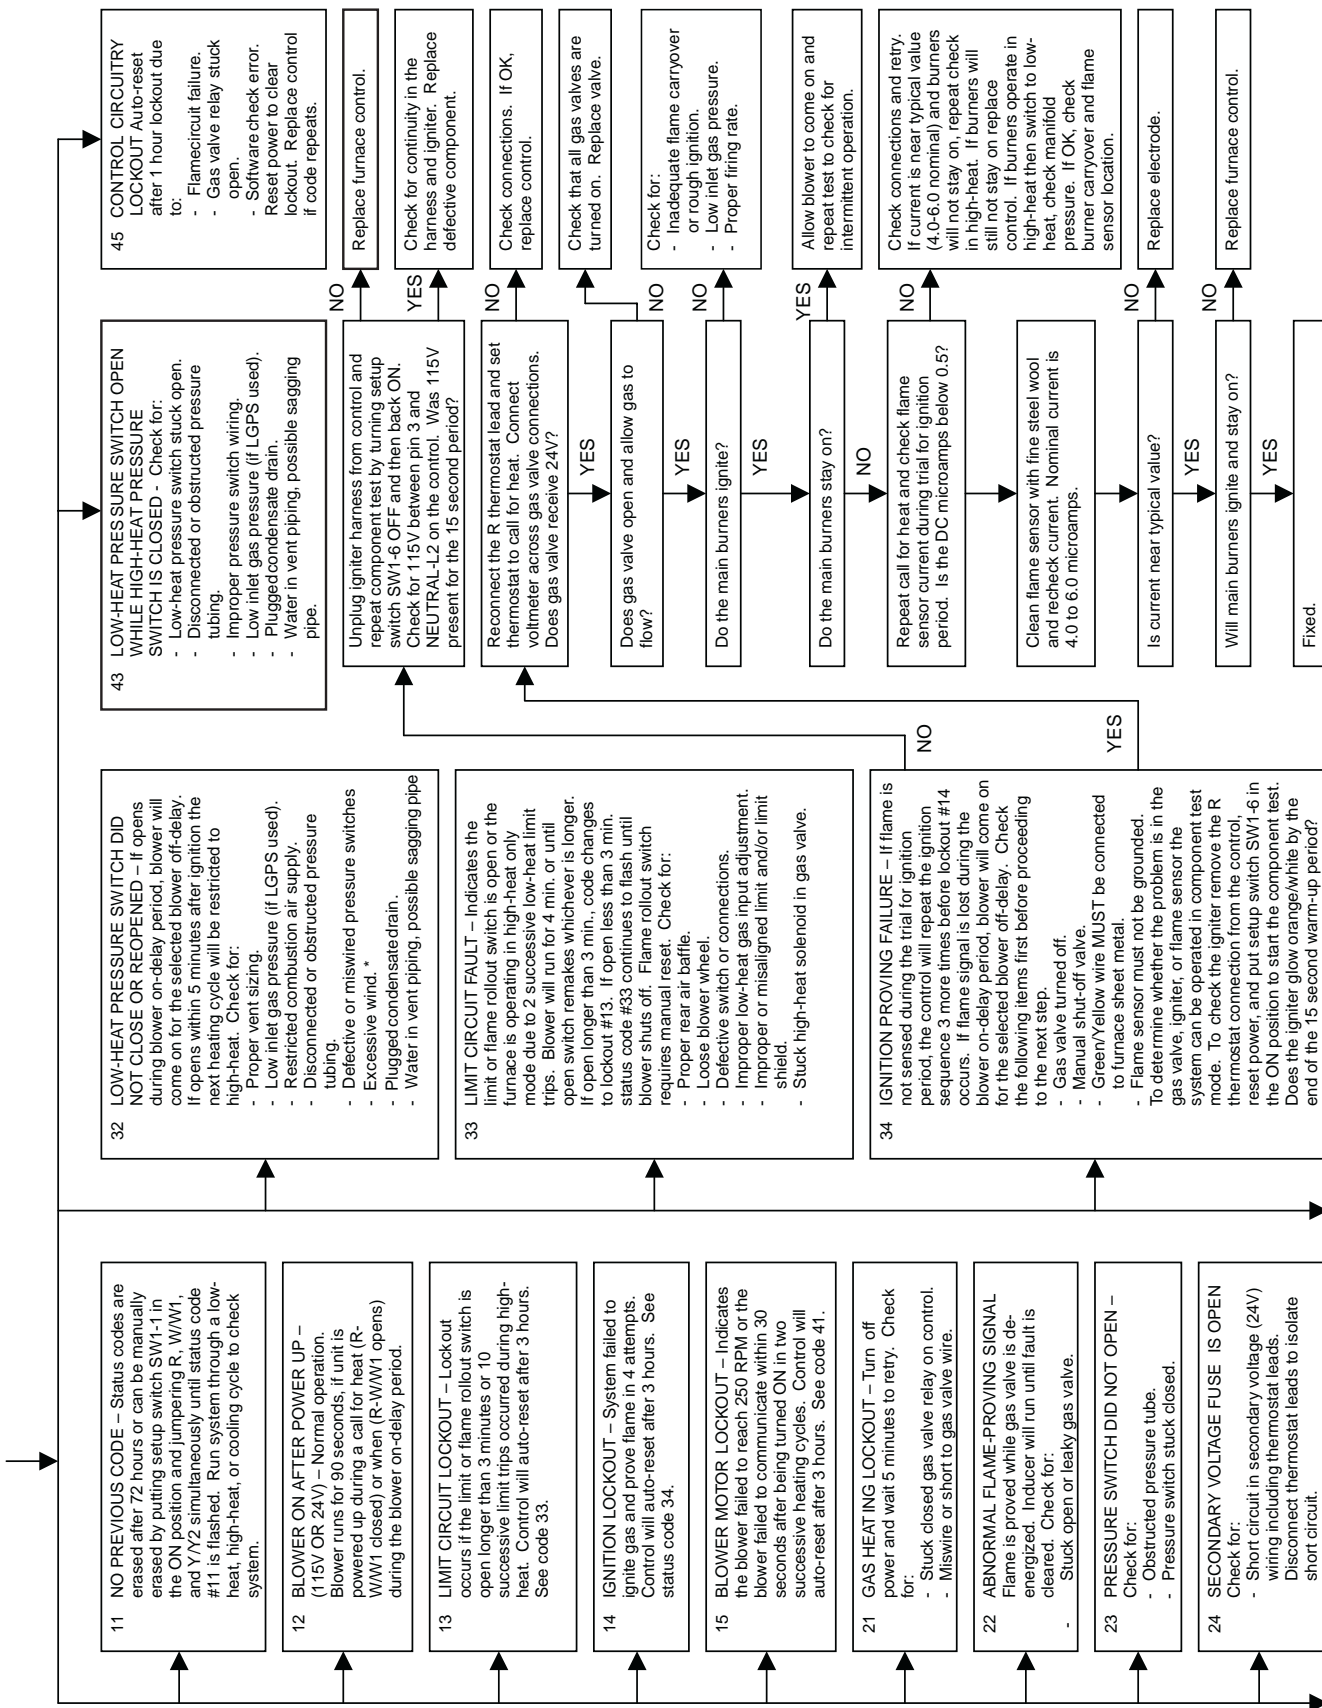 11 NO PREVIOUS CODE – Status codes are
erased after 72 hours or can be manually
erased by putting setup switch SW1-1 in
the ON position and jumpering R, W/W1,
and Y/Y2 simultaneously until status code
#11 is flashed. Run system through a low-
heat, high-heat, or cooling cycle to check
system.
12 BLOWER ON AFTER POWER UP –
(115V OR 24V) – Normal operation.
Blower runs for 90 seconds, if unit is
powered up during a call for heat (R-
W/W1 closed) or when (R-W/W1 opens)
during the blower on-delay period.
13 LIMIT CIRCUIT LOCKOUT – Lockout
occurs if the limit or flame rollout switch is
open longer than 3 minutes or 10
successive limit trips occurred during high-
heat. Control will auto-reset after 3 hours.
See code 33.
14 IGNITION LOCKOUT – System failed to
ignite gas and prove flame in 4 attempts.
Control will auto-reset after 3 hours. See
status code 34.
15 BLOWER MOTOR LOCKOUT – Indicates
the blower failed to reach 250 RPM or the
blower failed to communicate within 30
seconds after being turned ON in two
successive heating cycles. Control will
auto-reset after 3 hours. See code 41.
21 GAS HEATING LOCKOUT – Turn off
power and wait 5 minutes to retry. Check
for:
- Stuck closed gas valve relay on control.
- Miswire or short to gas valve wire.
22 ABNORMAL FLAME-PROVING SIGNAL
Flame is proved while gas valve is de-
energized. Inducer will run until fault is
cleared. Check for:
- Stuck open or leaky gas valve.
23 PRESSURE SWITCH DID NOT OPEN –
Check for:
- Obstructed pressure tube.
- Pressure switch stuck closed.
24 SECONDARY VOLTAGE FUSE IS OPEN
Check for:
- Short circuit in secondary voltage (24V)
wiring including thermostat leads.
Disconnect thermostat leads to isolate
short circuit.
32 LOW-HEAT PRESSURE SWITCH DID
NOT CLOSE OR REOPENED – If opens
during blower on-delay period, blower will
come on for the selected blower off-delay.
If opens within 5 minutes after ignition the
next heating cycle will be restricted to
high-heat. Check for:
- Proper vent sizing.
- Low inlet gas pressure (if LGPS used).
- Restricted combustion air supply.
- Disconnected or obstructed pressure
tubing.
- Defective or miswired pressure switches
- Excessive wind. *
- Plugged condensate drain.
- Water in vent piping, possible sagging pipe
33 LIMIT CIRCUIT FAULT – Indicates the
limit or flame rollout switch is open or the
furnace is operating in high-heat only
mode due to 2 successive low-heat limit
trips. Blower will run for 4 min. or until
open switch remakes whichever is longer.
If open longer than 3 min., code changes
to lockout #13. If open less than 3 min.
status code #33 continues to flash until
blower shuts off. Flame rollout switch
requires manual reset. Check for:
- Proper rear air baffle.
- Loose blower wheel.
- Defective switch or connections.
- Improper low-heat gas input adjustment.
- Improper or misaligned limit and/or limit
shield.
- Stuck high-heat solenoid in gas valve.
34 IGNITION PROVING FAILURE – If flame is
not sensed during the trial for ignition
period, the control will repeat the ignition
sequence 3 more times before lockout #14
occurs. If flame signal is lost during the
blower on-delay period, blower will come on
for the selected blower off-delay. Check
the following items first before proceeding
to the next step.
- Gas valve turned off.
- Manual shut-off valve.
- Green/Yellow wire MUST be connected
to furnace sheet metal.
- Flame sensor must not be grounded.
To determine whether the problem is in the
gas valve, igniter, or flame sensor the
system can be operated in component test
mode. To check the igniter remove the R
thermostat connection from the control,
reset power, and put setup switch SW1-6 in
the ON position to start the component test.
Does the igniter glow orange/white by the
end of the 15 second warm-up period?
NO
YES
43 LOW-HEAT PRESSURE SWITCH OPEN
WHILE HIGH-HEAT PRESSURE
SWITCH IS CLOSED - Check for:
- Low-heat pressure switch stuck open.
- Disconnected or obstructed pressure
tubing.
- Improper pressure switch wiring.
- Low inlet gas pressure (if LGPS used).
- Plugged condensate drain.
- Water in vent piping, possible sagging
pipe.
Unplug igniter harness from control and
repeat component test by turning setup
switch SW1-6 OFF and then back ON.
Check for 115V between pin 3 and
NEUTRAL-L2 on the control. Was 115V
present for the 15 second period?
NO
YES
Reconnect the R thermostat lead and set
thermostat to call for heat. Connect
voltmeter across gas valve connections.
Does gas valve receive 24V?
NO
YES
Does gas valve open and allow gas to
flow?
NO
YES
Do the main burners ignite?
NO
YES
Do the main burners stay on?
YES
NO
Repeat call for heat and check flame
sensor current during trial for ignition
period. Is the DC microamps below 0.5?
NO
Clean flame sensor with fine steel wool
and recheck current. Nominal current is
4.0 to 6.0 microamps.
Is current near typical value?
NO
YES
Will main burners ignite and stay on?
NO
YES
Fixed.
45 CONTROL CIRCUITRY
LOCKOUT Auto-reset
after 1 hour lockout due
to:
- Flame circuit failure.
- Gas valve relay stuck
open.
- Software check error.
Reset power to clear
lockout. Replace control
if code repeats.
Replace furnace control.
Check for continuity in the
harness and igniter. Replace
defective component.
Check connections. If OK,
replace control.
Check that all gas valves are
turned on. Replace valve.
Check for:
- Inadequate flame carryover
or rough ignition.
- Low inlet gas pressure.
- Proper firing rate.
Allow blower to come on and
repeat test to check for
intermittent operation.
Check connections and retry.
If current is near typical value
(4.0-6.0 nominal) and burners
will not stay on, repeat check
in high-heat. If burners will
still not stay on replace
control. If burners operate in
high-heat then switch to low-
heat, check manifold
pressure. If OK, check
burner carryover and flame
sensor location.
Replace electrode.
Replace furnace control.